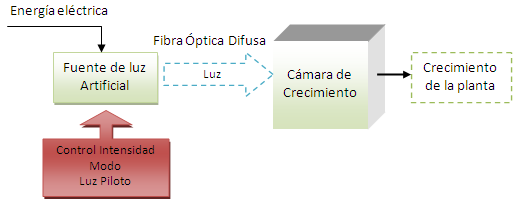 Energía eléctrica
Fibra Óptica Difusa
Fuente de luz
Artificial
Luz
Cámara de
Crecimiento
Crecimiento
de la planta
Control Intensidad
Modo
Luz Piloto